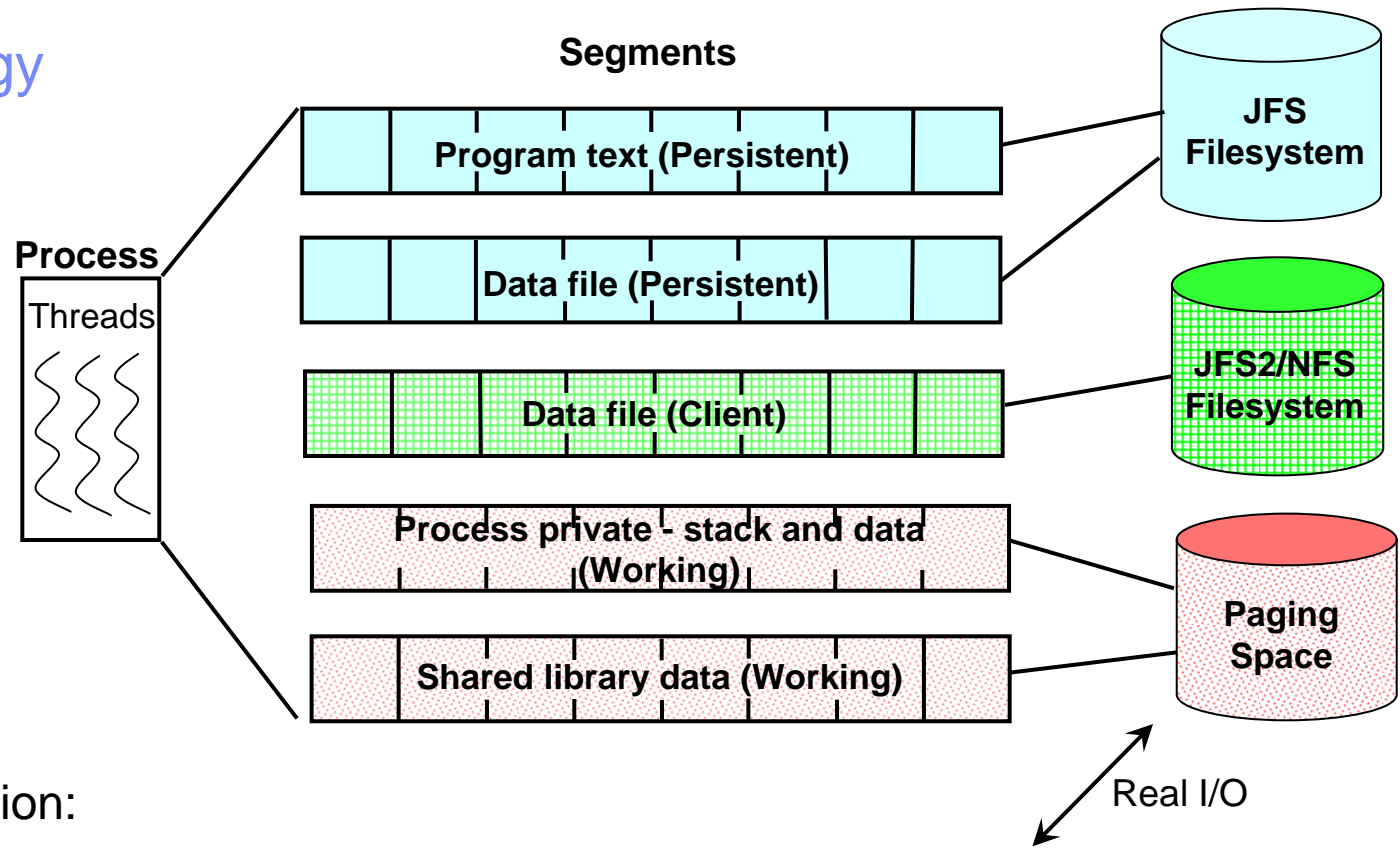 gy
Segments
Program text (Persistent)
JFS
Filesystem
Process
Threads
Data file (Persistent)
Data file (Client)
JFS2/NFS
Filesystem
Process private - stack and data
(Working)
Paging
Space
Shared library data (Working)
Real I/O
ion: